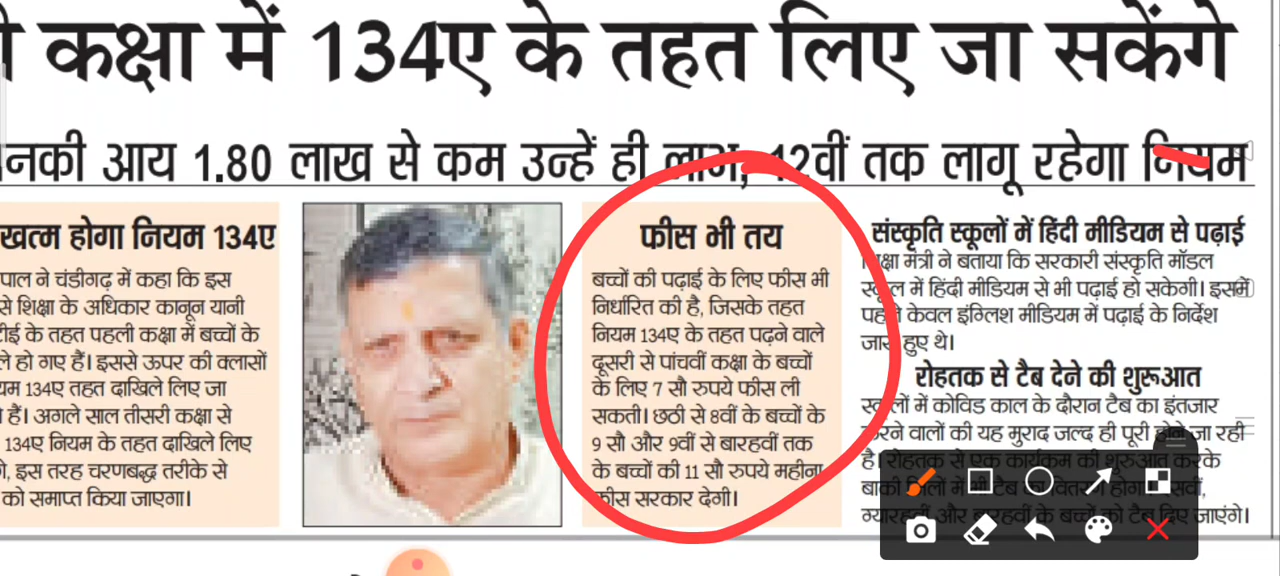 कक्षा में 134ए के तहत लिए जा सकेंगे
नकी आय 1.80 लाख से कम उन्हें ही लाभ, 12वीं तक लागू रहेगा नियम
खत्म होगा नियम 134ए
पाल ने चंडीगढ़ में कहा कि इस
से शिक्षा के अधिकार कानून यानी
टीई के तहत पहली कक्षा में बच्चों के
ले हो गए हैं। इससे ऊपर की क्लासों
यम 134ए तहत दाखिले लिए जा
हैं। अगले साल तीसरी कक्षा से
134ए नियम के तहत दाखिले लिए
इस तरह चरणबद्ध तरीके से
को समाप्त किया जाएगा।
फीस भी तय
बच्चों की पढ़ाई के लिए फीस भी
निर्धारित की है, जिसके तहत
नियम 134ए के तहत पढ़ने वाले
दूसरी से पांचवीं कक्षा के बच्चों
के लिए 7 सौ रुपये फीस ली
सकती। छठी से 8वीं के बच्चों के
9 सौ और 9वीं से बारहवीं तक
के बच्चों की 11 सौ रुपये महीना
फीस सरकार देगी।
संस्कृति स्कूलों में हिंदी मीडियम से पढ़ाई
शिक्षा मंत्री ने बताया कि सरकारी संस्कृति मॉडल
स्कूल में हिंदी मीडियम से भी पढ़ाई हो सकेगी। इसमें
पहले केवल इंग्लिश मीडियम में पढ़ाई के निर्देश
जारी हुए थे।
रोहतक से टैब देने की शुरूआत
स्कूलों में कोविड काल के दौरान टैब का इंतजार
करने वालों की यह मुराद जल्द ही पूरी होने जा रही
है। रोहतक से एक कार्यक्रम की शुरुआत करके
बाकी जिलों में भी टैब का वितरण होगा।
ग्यारहवीं और बारहवीं के बच्चों को टैब दिए जाएंगे।